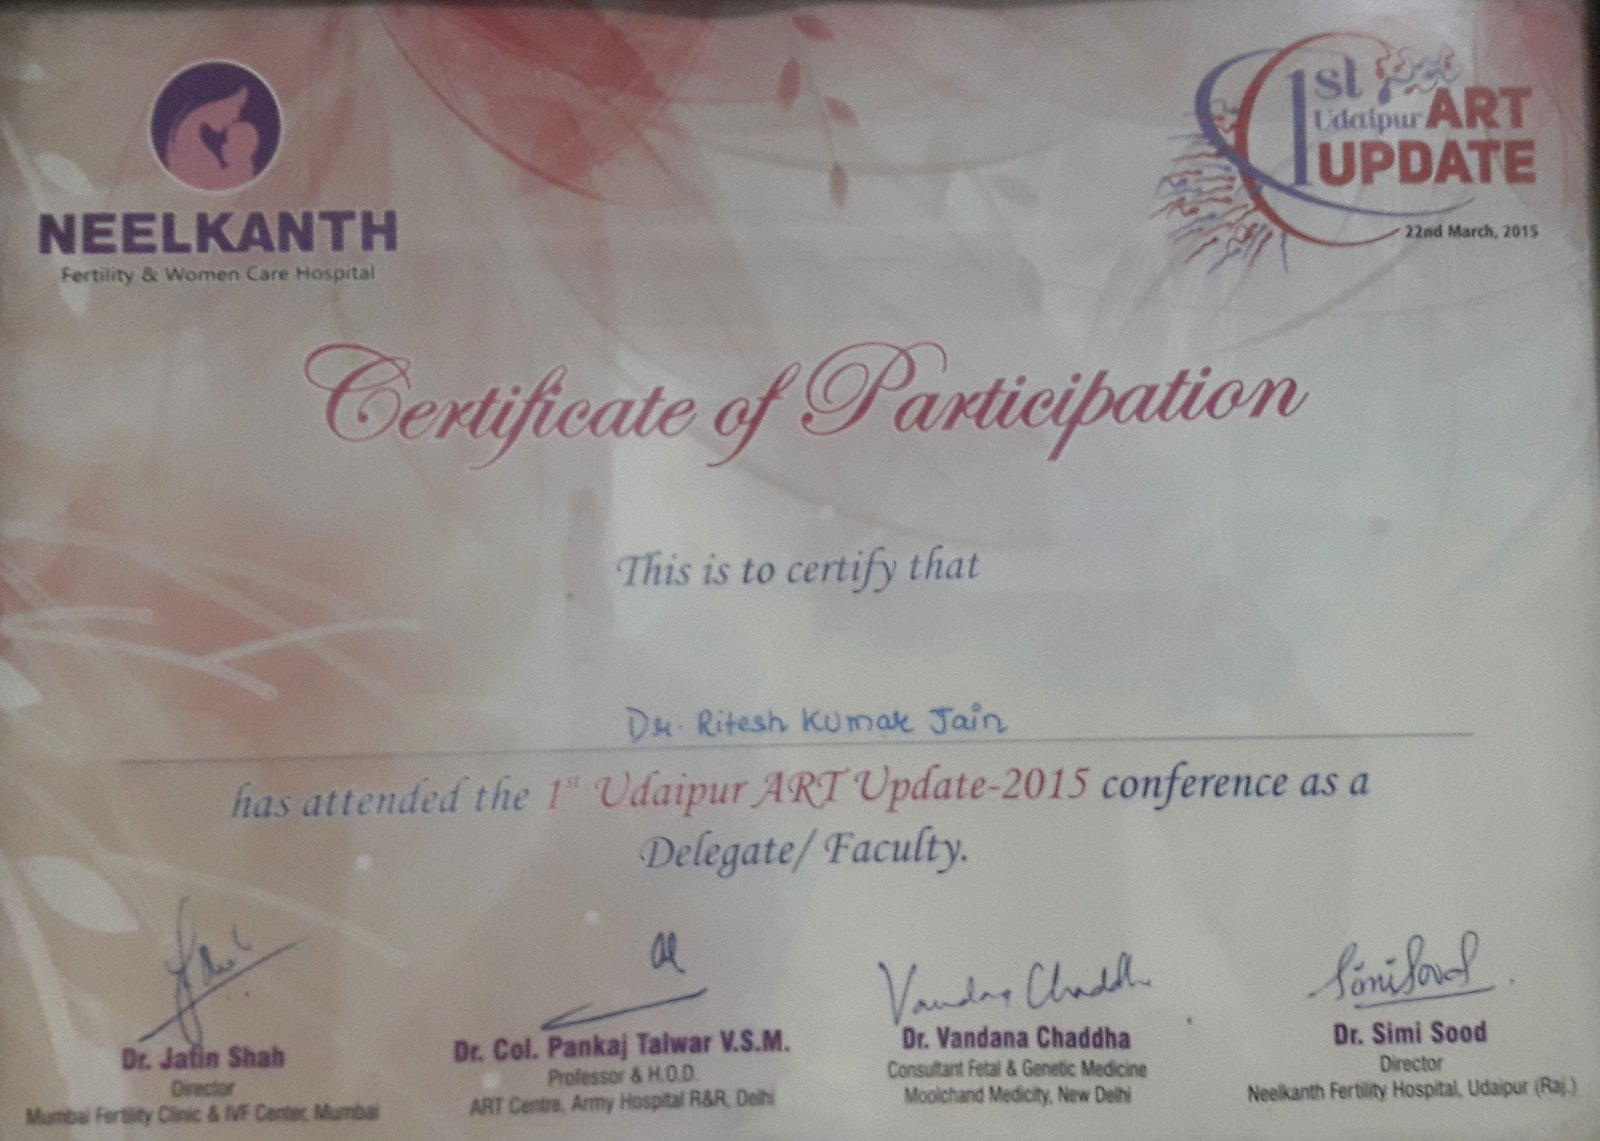 NEELKANTH
Fertility & Women Care Hospital
1st
Udaipur ART
UPDATE
22nd March, 2015
Certificate of Participation
This is to certify that
Dr. Ritesh Kumar Jain
has attended the 1st Udaipur ART Update-2015 conference as a
Delegate/ Faculty.
Vandana Chaddha
Simi Sood
Dr. Jatin Shah
Director
Mumbai Fertility Clinic & IVF Center, Mumbai
Dr. Col. Pankaj Talwar V.S.M.
Professor & H.O.D.
ART Centre, Army Hospital R&R, Delhi
Dr. Vandana Chaddha
Consultant Fetal & Genetic Medicine
Moolchand Medicity, New Delhi
Dr. Simi Sood
Director
Neelkanth Fertility Hospital, Udaipur (Raj.)